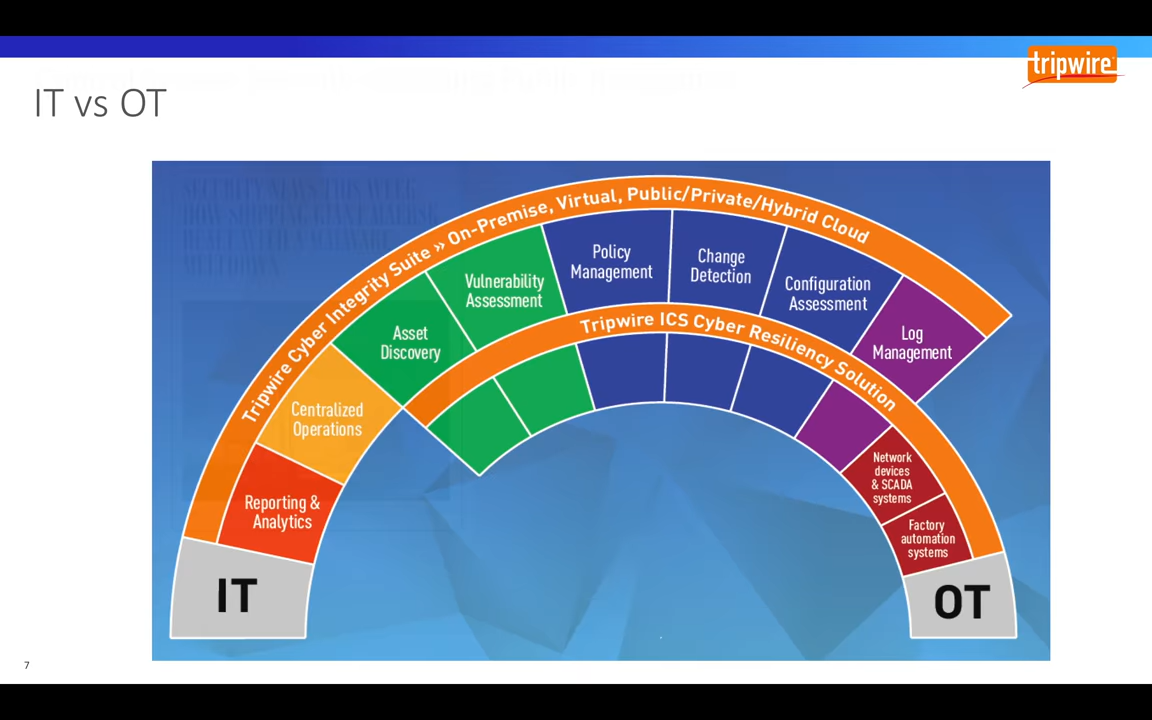 tripwire
IT vs OT
Tripwire Cyber Integrity Suite » On-Premise, Virtual, Public/Private/Hybrid Cloud
Reporting &
Analytics
Centralized
Operations
Asset
Discovery
Vulnerability
Assessment
Policy
Management
Change
Detection
Configuration
Assessment
Log
Management
Tripwire ICS Cyber Resiliency Solution
Network
devices
& SCADA
systems
Factory
automation
systems
IT
OT
7